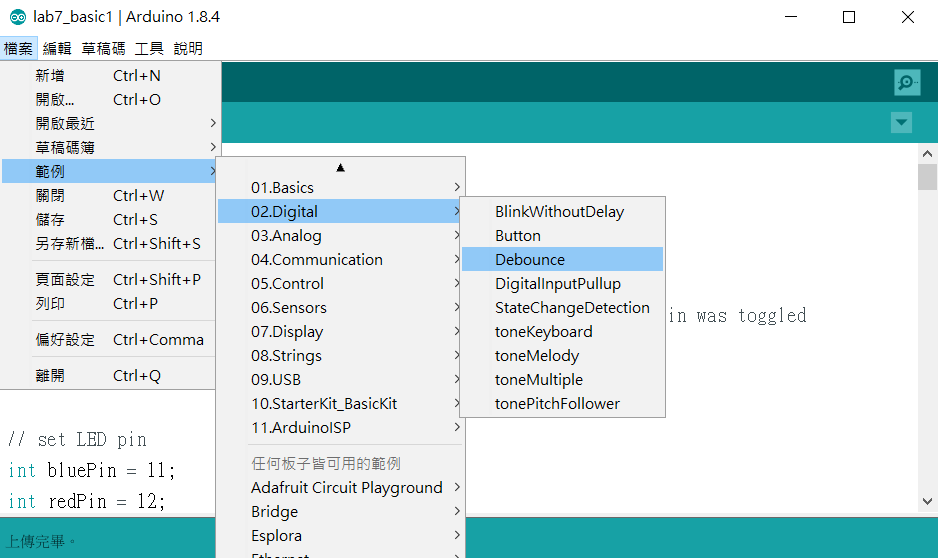 lab7_basic1 | Arduino 1.8.4
檔案 編輯 草稿碼 工具 說明
新增 Ctrl+N
開啟... Ctrl+O
開啟最近
草稿碼簿
範例
關閉 Ctrl+W
儲存 Ctrl+S
另存新檔... Ctrl+Shift+S
頁面設定 Ctrl+Shift+P
列印 Ctrl+P
偏好設定 Ctrl+Comma
離開 Ctrl+Q
01.Basics
02.Digital
03.Analog
04.Communication
05.Control
06.Sensors
07.Display
08.Strings
09.USB
10.StarterKit_BasicKit
11.ArduinoISP
任何板子皆可用的範例
Adafruit Circuit Playground
Bridge
Esplora
Ethernet
BlinkWithoutDelay
Button
Debounce
DigitalInputPullup
StateChangeDetection
toneKeyboard
toneMelody
toneMultiple
tonePitchFollower
in was toggled
// set LED pin
int bluePin = 11;
int redPin = 12;
上傳完畢。